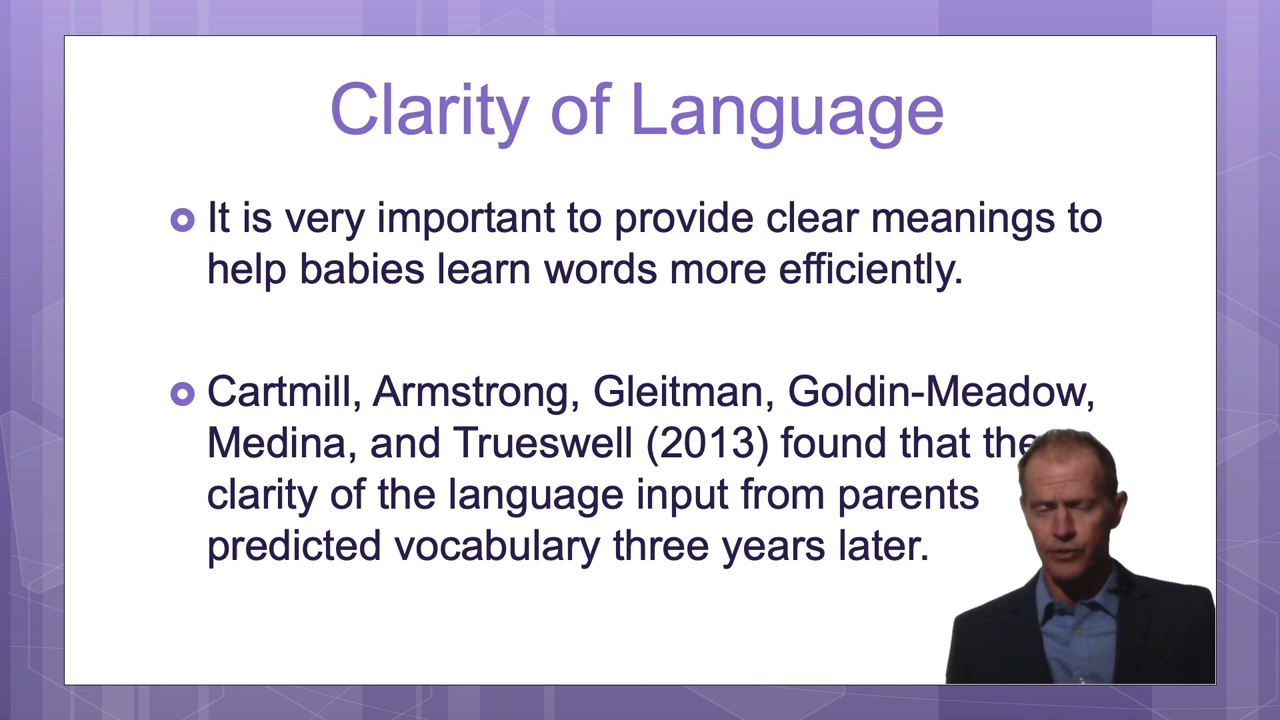 Clarity of Language
It is very important to provide clear meanings to
help babies learn words more efficiently.
Cartmill, Armstrong, Gleitman, Goldin-Meadow,
Medina, and Trueswell (2013) found that the
clarity of the language input from parents
predicted vocabulary three years later.